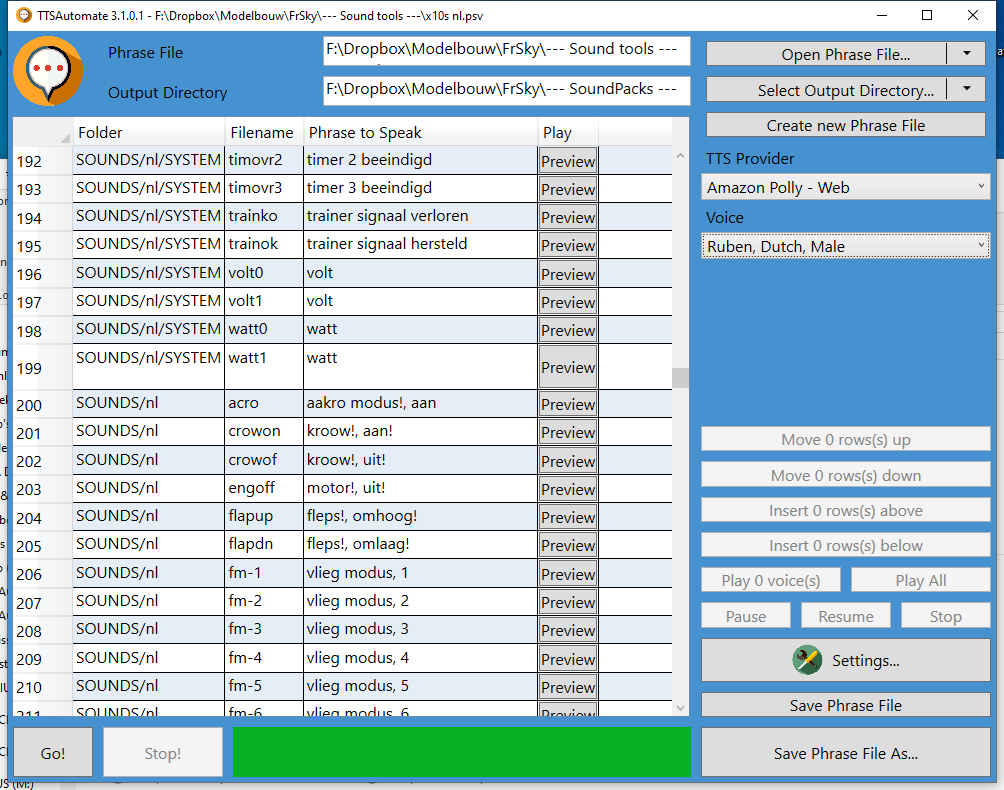 TTSAutomate 3.1.0.1 - F:\Dropbox\Modelbouw\FrSky\--- Sound tools ---\x10s nl.psv
Phrase File
F:\Dropbox\Modelbouw\FrSky\--- Sound tools ---
Open Phrase File...
Output Directory
F:\Dropbox\Modelbouw\FrSky\--- SoundPacks ---
Select Output Directory...
Create new Phrase File
Folder Filename Phrase to Speak Play
192 SOUNDS/nl/SYSTEM timovr2 timer 2 beeindigd Preview
193 SOUNDS/nl/SYSTEM timovr3 timer 3 beeindigd Preview
194 SOUNDS/nl/SYSTEM trainko trainer signaal verloren Preview
195 SOUNDS/nl/SYSTEM trainok trainer signaal hersteld Preview
196 SOUNDS/nl/SYSTEM volt0 volt Preview
197 SOUNDS/nl/SYSTEM volt1 volt Preview
198 SOUNDS/nl/SYSTEM watt0 watt Preview
199 SOUNDS/nl/SYSTEM watt1 watt Preview
200 SOUNDS/nl acro aakro modus!, aan Preview
201 SOUNDS/nl crowon kroow!, aan! Preview
202 SOUNDS/nl crowof kroow!, uit! Preview
203 SOUNDS/nl engoff motor!, uit! Preview
204 SOUNDS/nl flapup fleps!, omhoog! Preview
205 SOUNDS/nl flapdn fleps!, omlaag! Preview
206 SOUNDS/nl fm-1 vlieg modus, 1 Preview
207 SOUNDS/nl fm-2 vlieg modus, 2 Preview
208 SOUNDS/nl fm-3 vlieg modus, 3 Preview
209 SOUNDS/nl fm-4 vlieg modus, 4 Preview
210 SOUNDS/nl fm-5 vlieg modus, 5 Preview
211 SOUNDS/nl fm-6 vlieg modus, 6 Preview
TTS Provider
Amazon Polly - Web
Voice
Ruben, Dutch, Male
Move 0 rows(s) up
Move 0 rows(s) down
Insert 0 rows(s) above
Insert 0 rows(s) below
Play 0 voice(s) Play All
Pause Resume Stop
Settings...
Save Phrase File
Go! Stop! Save Phrase File As...